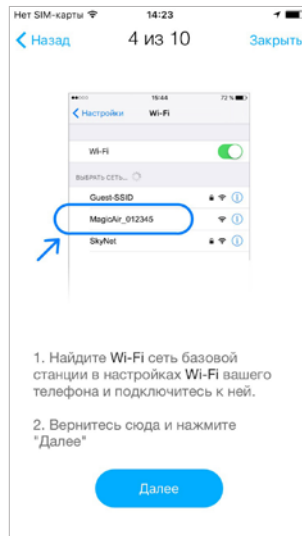 Нет SIM-карты 14:23
Назад 4 из 10 Закрыть
15:44 72 %
Настройки Wi-Fi
Wi-Fi
ВЫБРАТЬ СЕТЬ...
Guest-SSID
MagicAir_012345
SkyNet
1. Найдите Wi-Fi сеть базовой
станции в настройках Wi-Fi вашего
телефона и подключитесь к ней.
2. Вернитесь сюда и нажмите
"Далее"
Далее